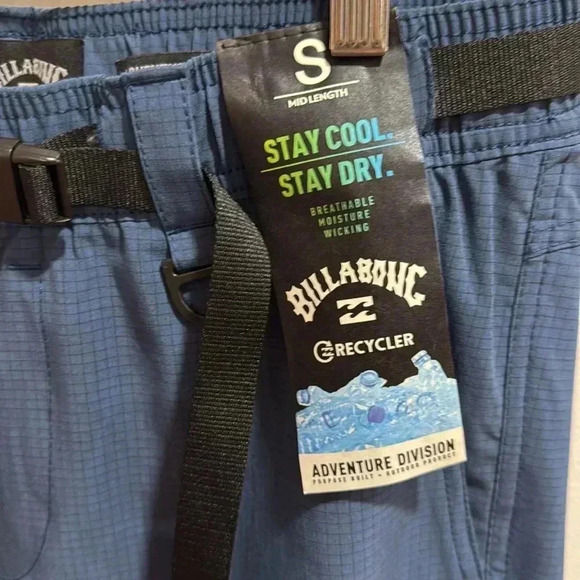 BILLABONG
S
MID LENGTH
STAY COOL.
STAY DRY.
BREATHABLE
MOISTURE
WICKING
BILLABONG
RECYCLER
ADVENTURE DIVISION
PURPOSE BUILT + OUTDOOR PRODUCT